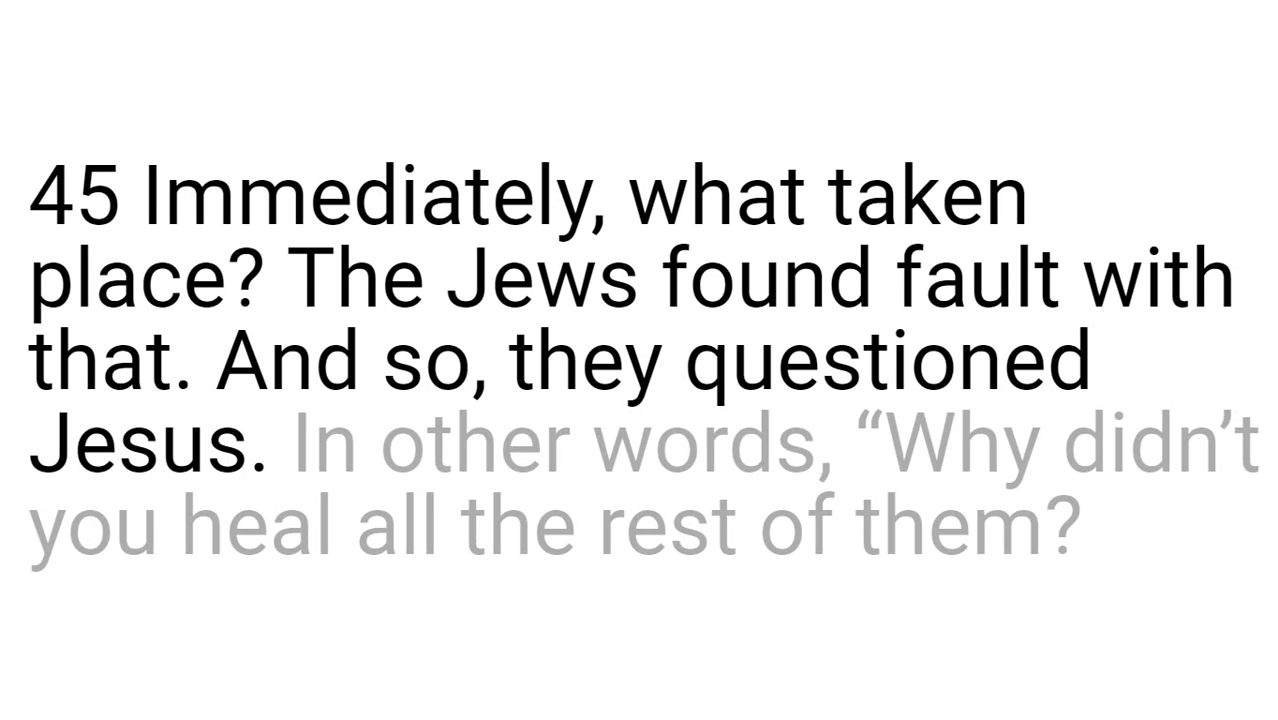 45 Immediately, what taken
place? The Jews found fault with
that. And so, they questioned
Jesus. In other words, “Why didn’t
you heal all the rest of them?